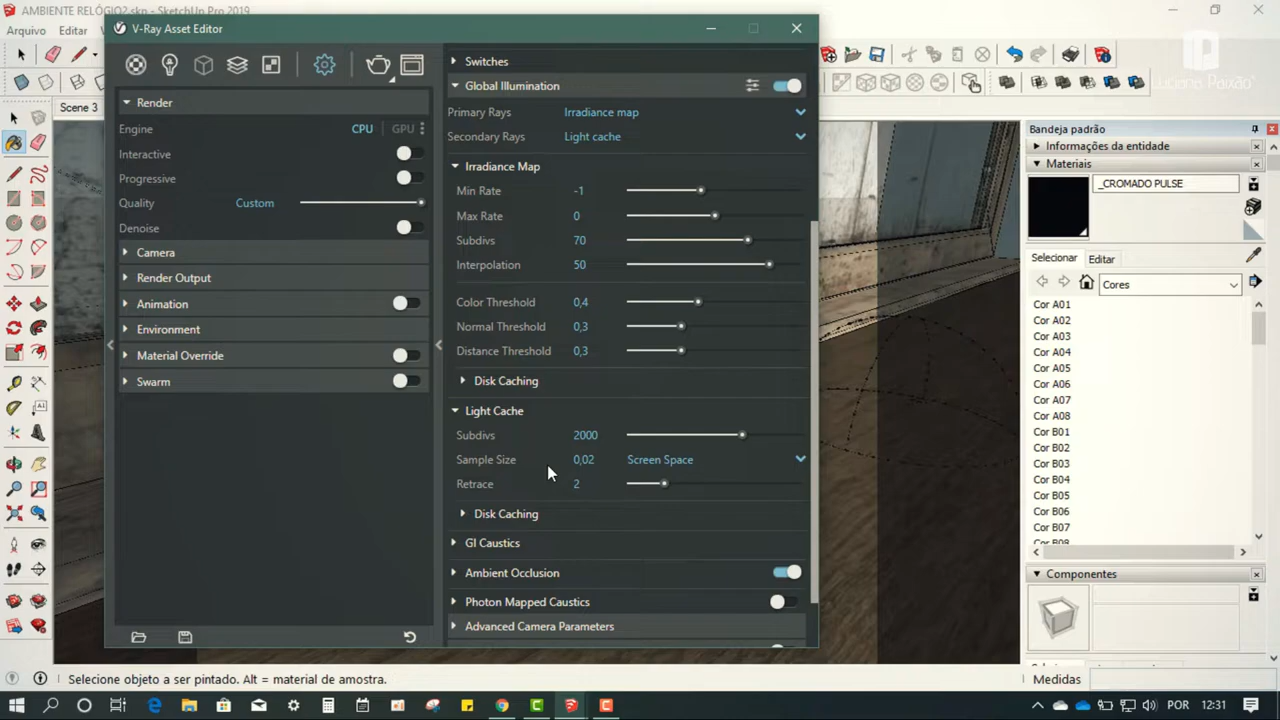 AMBIENTE RELÓGIO2.skp - SketchUp Pro 2019
Arquivo Editar
Scene 3
V-Ray Asset Editor
Render
Engine CPU GPU
Interactive
Progressive
Quality Custom
Denoise
Camera
Render Output
Animation
Environment
Material Override
Swarm
Switches
Global Illumination
Primary Rays Irradiance map
Secondary Rays Light cache
Irradiance Map
Min Rate -1
Max Rate 0
Subdivs 70
Interpolation 50
Color Threshold 0,4
Normal Threshold 0,3
Distance Threshold 0,3
Disk Caching
Light Cache
Subdivs 2000
Sample Size 0,02 Screen Space
Retrace 2
Disk Caching
GI Caustics
Ambient Occlusion
Photon Mapped Caustics
Advanced Camera Parameters
Luciana Paixão
Bandeja padrão
Informações da entidade
Materiais
_CROMADO PULSE
Selecionar Editar
Cores
Cor A01
Cor A02
Cor A03
Cor A04
Cor A05
Cor A06
Cor A07
Cor A08
Cor B01
Cor B02
Cor B03
Cor B04
Cor B05
Cor B06
Cor B07
Cor B08
Componentes
Selecione objeto a ser pintado. Alt = material de amostra.
Medidas
POR 12:31